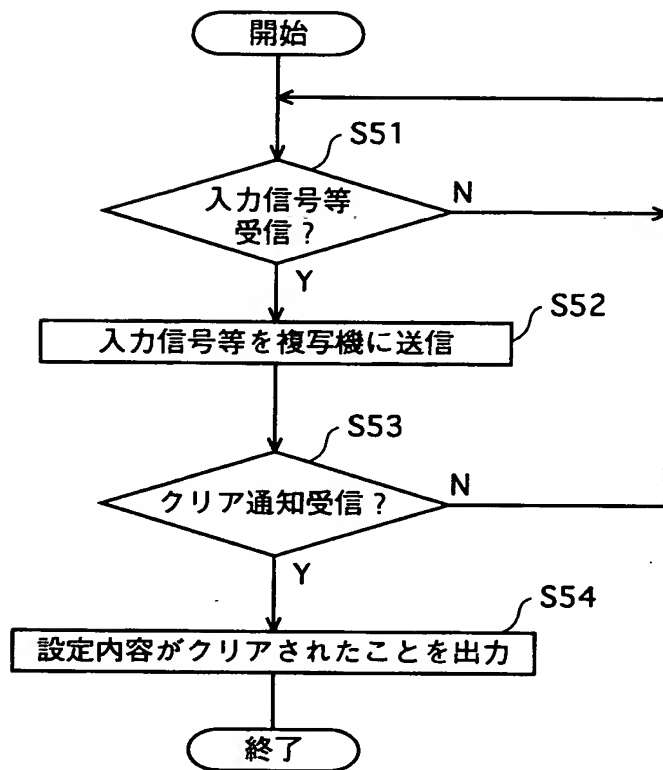 開始
S51
入力信号等
受信？
N
Y
S52
入力信号等を複写機に送信
S53
クリア通知受信？
N
Y
S54
設定内容がクリアされたことを出力
終了